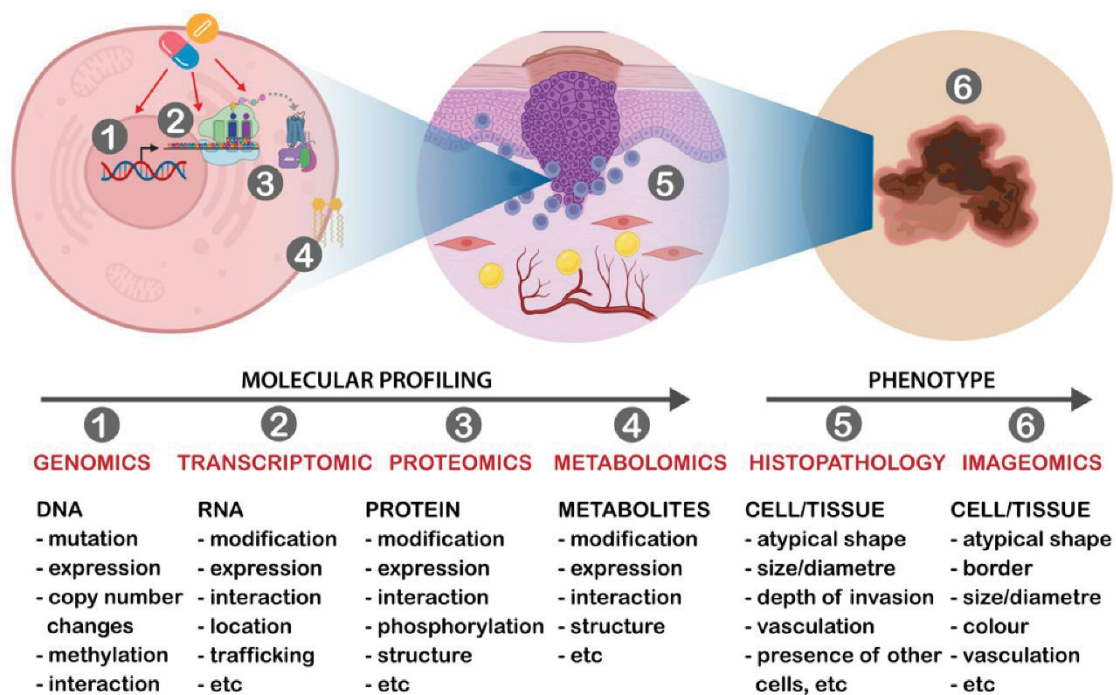 1
2
3
4
5
6
MOLECULAR PROFILING
PHENOTYPE
1
2
3
4
5
6
GENOMICS
TRANSCRIPTOMIC
PROTEOMICS
METABOLOMICS
HISTOPATHOLOGY
IMAGEOMICS
DNA
- mutation
- expression
- copy number
changes
- methylation
- interaction
RNA
- modification
- expression
- interaction
- location
- trafficking
- etc
PROTEIN
- modification
- expression
- interaction
- phosphorylation
- structure
- etc
METABOLITES
- modification
- expression
- interaction
- structure
- etc
CELL/TISSUE
- atypical shape
- size/diametre
- depth of invasion
- vasculation
- presence of other
cells, etc
CELL/TISSUE
- atypical shape
- border
- size/diametre
- colour
- vasculation
- etc